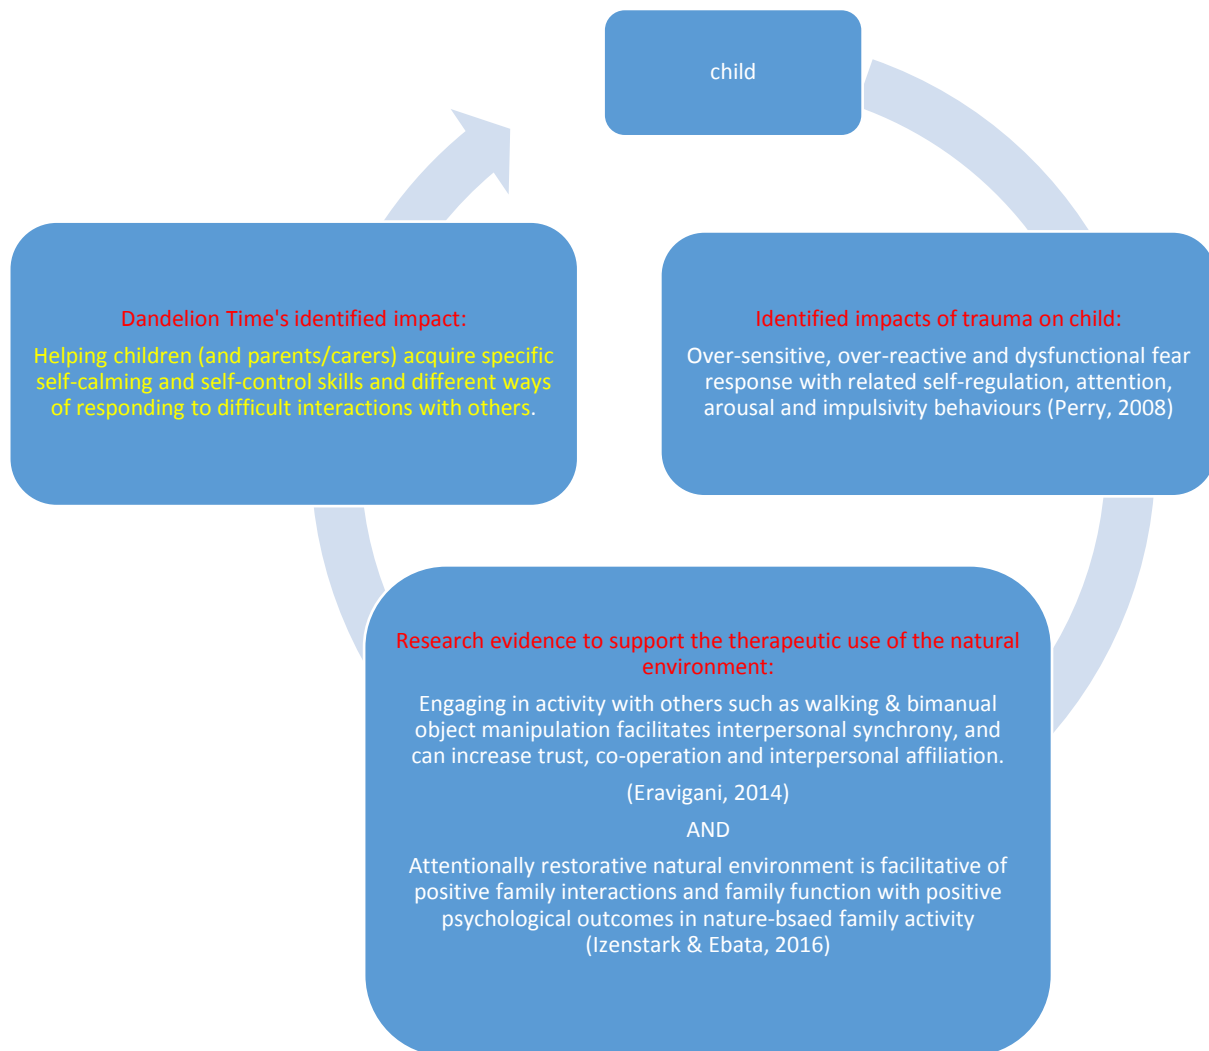 child
Identified impacts of trauma on child:
Over-sensitive, over-reactive and dysfunctional fear
response with related self-regulation, attention,
arousal and impulsivity behaviours (Perry, 2008)
Research evidence to support the therapeutic use of the natural
environment:
Engaging in activity with others such as walking & bimanual
object manipulation facilitates interpersonal synchrony, and
can increase trust, co-operation and interpersonal affiliation.
(Eravigani, 2014)
AND
Attentionally restorative natural environment is facilitative of
positive family interactions and family function with positive
psychological outcomes in nature-bsaed family activity
(Izenstark & Ebata, 2016)
Dandelion Time's identified impact:
Helping children (and parents/carers) acquire specific
self-calming and self-control skills and different ways
of responding to difficult interactions with others.